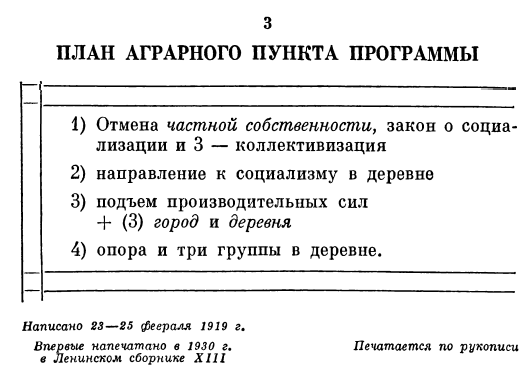 3
ПЛАН АГРАРНОГО ПУНКТА ПРОГРАММЫ
1) Отмена частной собственности, закон о социа-
лизации и 3 — коллективизация
2) направление к социализму в деревне
3) подъем производительных сил
+ (3) город и деревня
4) опора и три группы в деревне.
Написано 23—25 февраля 1919 г.
Впервые напечатано в 1930 г.
в Ленинском сборнике XIII
Печатается по рукописи